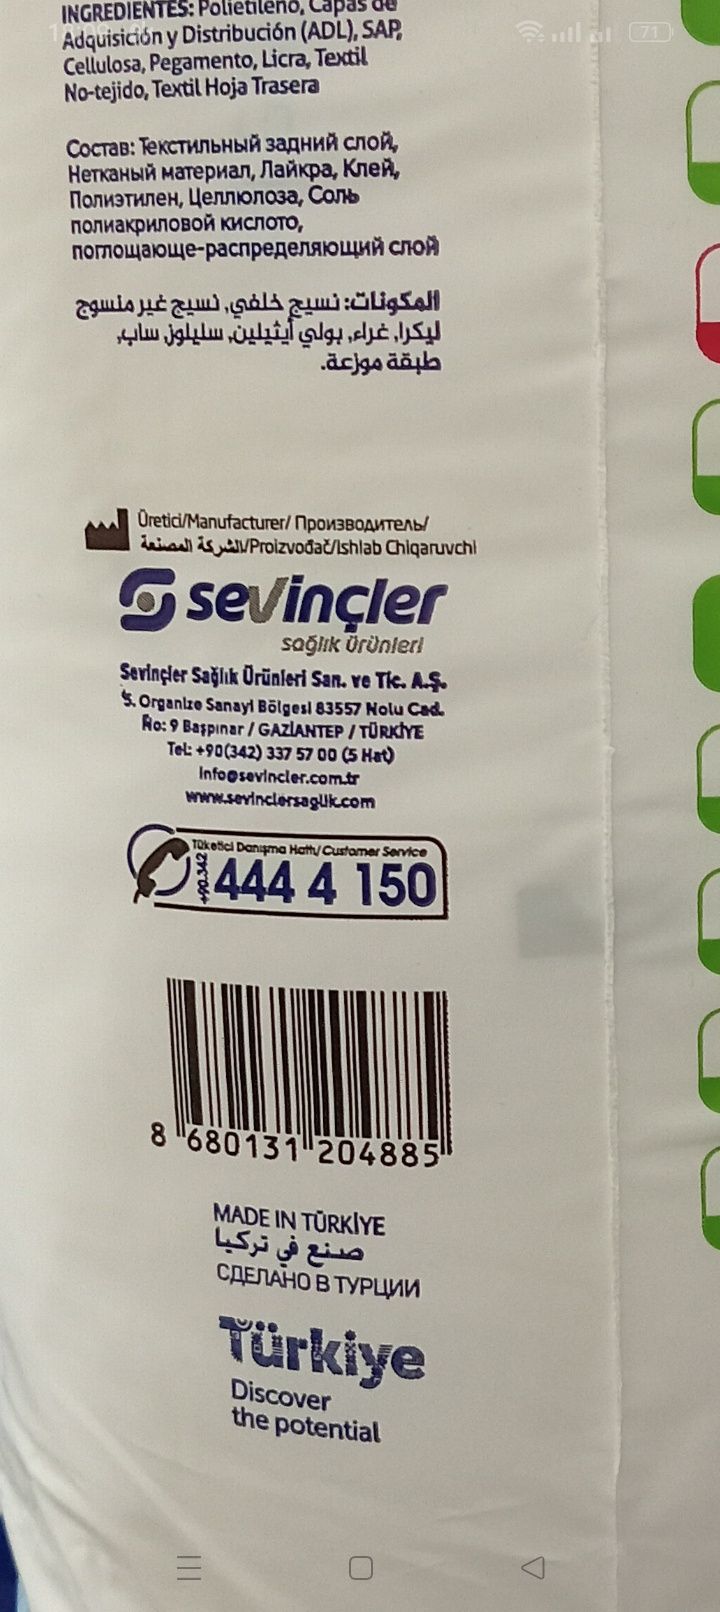 INGREDIENTES: Polietileno, Capas de
Adquisición y Distribución (ADL), SAP,
Cellulosa, Pegamento, Licra, Textil
No-tejido, Textil Hoja Trasera
Состав: Текстильный задний слой,
Нетканый материал, Лайкра, Клей,
Полиэтилен, Целлюлоза, Соль
полиакриловой кислото,
поглощающе-распределяющий слой
المكونات: نسيج خلفي, نسيج غير منسوج
ليكرا, غراء, بولي أيثيلين, سليلوز, ساب,
طبقة موزعة.
Üretici/Manufacturer/ Производитель/
الشركة المصنعة/Proizvođač/Ishlab Chiqaruvchi
sevinçler
sağlık ürünleri
Sevinçler Sağlık Ürünleri San. ve Tic. A.Ş.
5. Organize Sanayi Bölgesi 83557 Nolu Cad.
No: 9 Başpınar / GAZİANTEP / TÜRKİYE
Tel: +90(342) 337 57 00 (5 Hat)
info@sevincler.com.tr
www.sevinclersaglik.com
Tüketici Danışma Hattı/ Customer Service
+90.342 444 4 150
8 680131 204885
MADE IN TÜRKİYE
صنع في تركيا
СДЕЛАНО В ТУРЦИИ
Türkiye
Discover
the potential
71